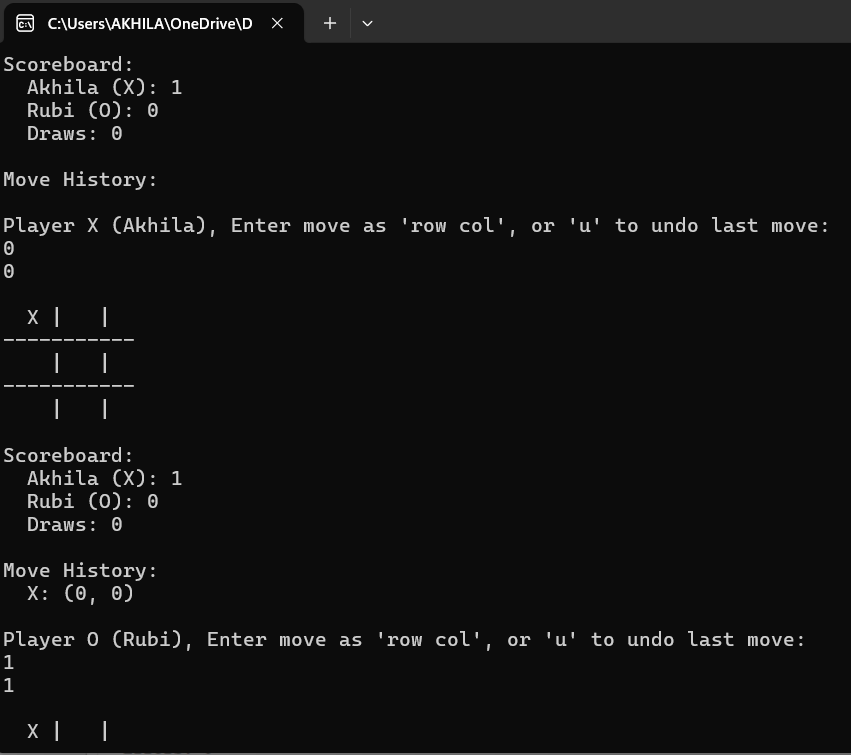 C:\Users\AKHILA\OneDrive\D
Scoreboard:
  Akhila (X): 1
  Rubi (O): 0
  Draws: 0
Move History:
Player X (Akhila), Enter move as 'row col', or 'u' to undo last move:
0
0
  X |   |
-----------
    |   |
-----------
    |   |
Scoreboard:
  Akhila (X): 1
  Rubi (O): 0
  Draws: 0
Move History:
  X: (0, 0)
Player O (Rubi), Enter move as 'row col', or 'u' to undo last move:
1
1
  X |   |